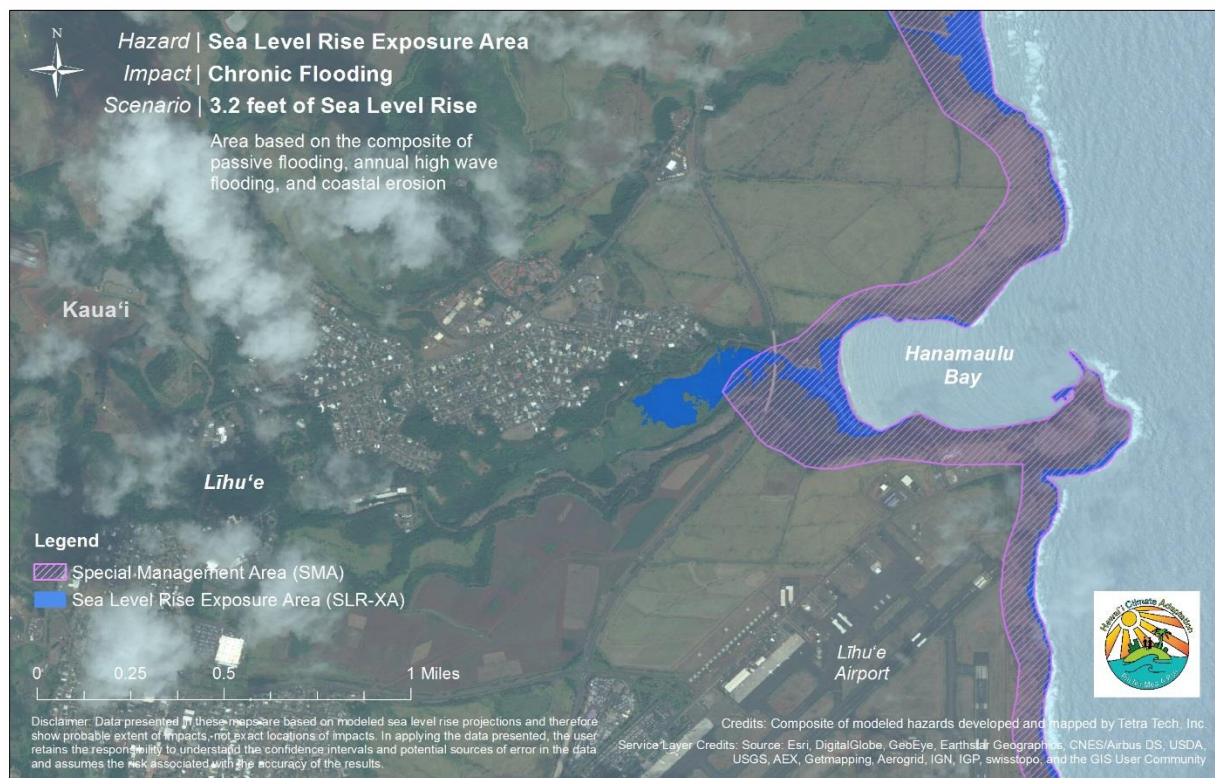 N
Hazard | Sea Level Rise Exposure Area
Impact | Chronic Flooding
Scenario | 3.2 feet of Sea Level Rise
Area based on the composite of
passive flooding, annual high wave
flooding, and coastal erosion
Kauaʻi
Hanamaulu
Bay
Līhuʻe
Legend
Special Management Area (SMA)
Sea Level Rise Exposure Area (SLR-XA)
0 0.25 0.5 1 Miles
Līhuʻe
Airport
Hawaiʻi Climate Adaptation
Disclaimer: Data presented in these maps are based on modeled sea level rise projections and therefore
show probable extent of impacts, not exact locations of impacts. In applying the data presented, the user
retains the responsibility to understand the confidence intervals and potential sources of error in the data
and assumes the risk associated with the accuracy of the results.
Credits: Composite of modeled hazards developed and mapped by Tetra Tech, Inc.
Service Layer Credits: Source: Esri, DigitalGlobe, GeoEye, Earthstar Geographics, CNES/Airbus DS, USDA,
USGS, AEX, Getmapping, Aerogrid, IGN, IGP, swisstopo, and the GIS User Community